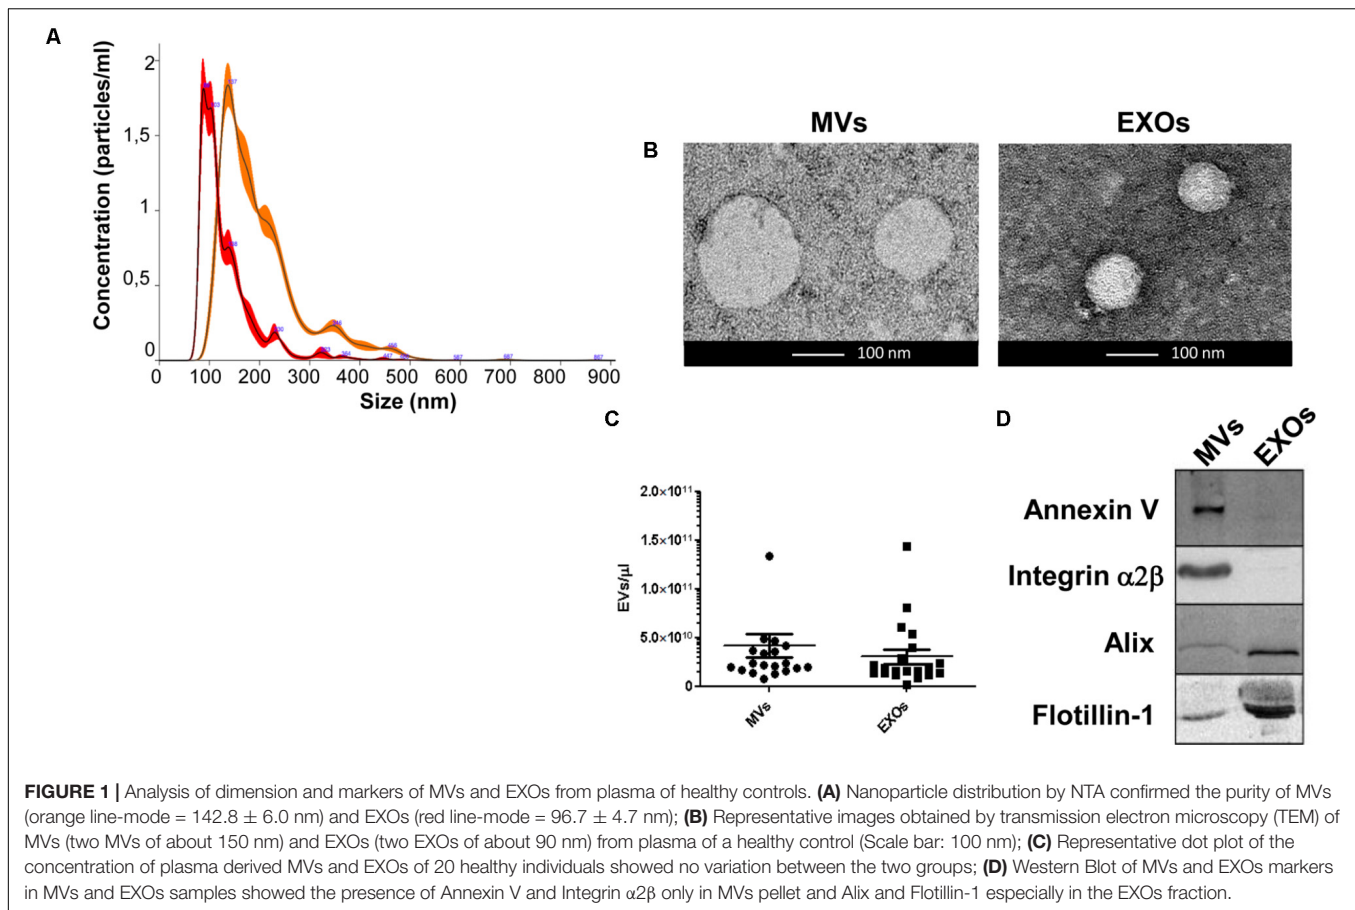 A
Concentration (particles/ml)
2
1,5
1
0,5
0
0 100 200 300 400 500 600 700 800 900
Size (nm)
B
MVs
EXOs
100 nm
100 nm
C
EVs/µl
2.0×10¹¹
1.5×10¹¹
1.0×10¹¹
5.0×10¹⁰
0
MVs
EXOs
D
MVs
EXOs
Annexin V
Integrin α2β
Alix
Flotillin-1
FIGURE 1 | Analysis of dimension and markers of MVs and EXOs from plasma of healthy controls. (A) Nanoparticle distribution by NTA confirmed the purity of MVs
(orange line-mode = 142.8 ± 6.0 nm) and EXOs (red line-mode = 96.7 ± 4.7 nm); (B) Representative images obtained by transmission electron microscopy (TEM) of
MVs (two MVs of about 150 nm) and EXOs (two EXOs of about 90 nm) from plasma of a healthy control (Scale bar: 100 nm); (C) Representative dot plot of the
concentration of plasma derived MVs and EXOs of 20 healthy individuals showed no variation between the two groups; (D) Western Blot of MVs and EXOs markers
in MVs and EXOs samples showed the presence of Annexin V and Integrin α2β only in MVs pellet and Alix and Flotillin-1 especially in the EXOs fraction.